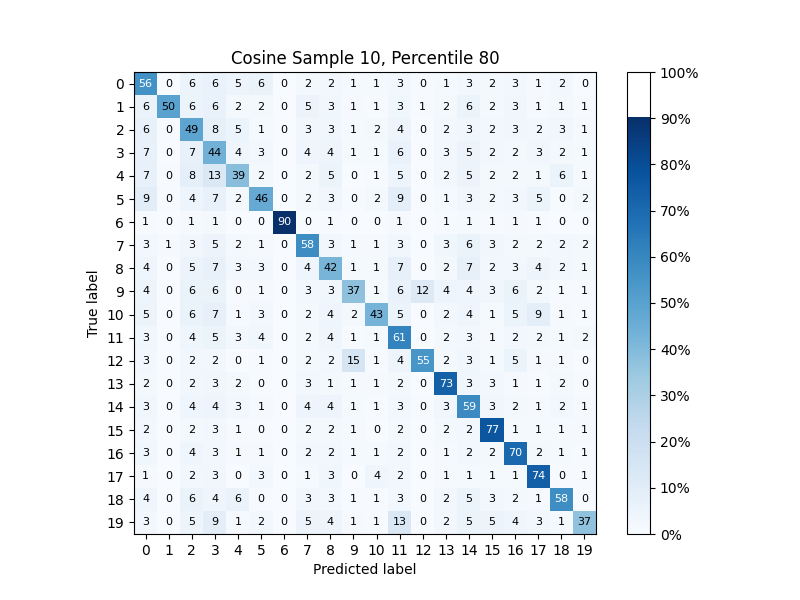 Cosine Sample 10, Percentile 80
0 56 0 6 6 5 6 0 2 2 1 1 3 0 1 3 2 3 1 2 0
1 6 50 6 6 2 2 0 5 3 1 1 3 1 2 6 2 3 1 1 1
2 6 0 49 8 5 1 0 3 3 1 2 4 0 2 3 2 3 2 3 1
3 7 0 7 44 4 3 0 4 4 1 1 6 0 3 5 2 2 3 2 1
4 7 0 8 13 39 2 0 2 5 0 1 5 0 2 5 2 2 1 6 1
5 9 0 4 7 2 46 0 2 3 0 2 9 0 1 3 2 3 5 0 2
6 1 0 1 1 0 0 90 0 1 0 0 1 0 1 1 1 1 1 0 0
7 3 1 3 5 2 1 0 58 3 1 1 3 0 3 6 3 2 2 2 2
8 4 0 5 7 3 3 0 4 42 1 1 7 0 2 7 2 3 4 2 1
9 4 0 6 6 0 1 0 3 3 37 1 6 12 4 4 3 6 2 1 1
10 5 0 6 7 1 3 0 2 4 2 43 5 0 2 4 1 5 9 1 1
11 3 0 4 5 3 4 0 2 4 1 1 61 0 2 3 1 2 2 1 2
12 3 0 2 2 0 1 0 2 2 15 1 4 55 2 3 1 5 1 1 0
13 2 0 2 3 2 0 0 3 1 1 1 2 0 73 3 3 1 1 2 0
14 3 0 4 4 3 1 0 4 4 1 1 3 0 3 59 3 2 1 2 1
15 2 0 2 3 1 0 0 2 2 1 0 2 0 2 2 77 1 1 1 1
16 3 0 4 3 1 1 0 2 2 1 1 2 0 1 2 2 70 2 1 1
17 1 0 2 3 0 3 0 1 3 0 4 2 0 1 1 1 1 74 0 1
18 4 0 6 4 6 0 0 3 3 1 1 3 0 2 5 3 2 1 58 0
19 3 0 5 9 1 2 0 5 4 1 1 13 0 2 5 5 4 3 1 37
0 1 2 3 4 5 6 7 8 9 10 11 12 13 14 15 16 17 18 19
Predicted label
True label
100%
90%
80%
70%
60%
50%
40%
30%
20%
10%
0%